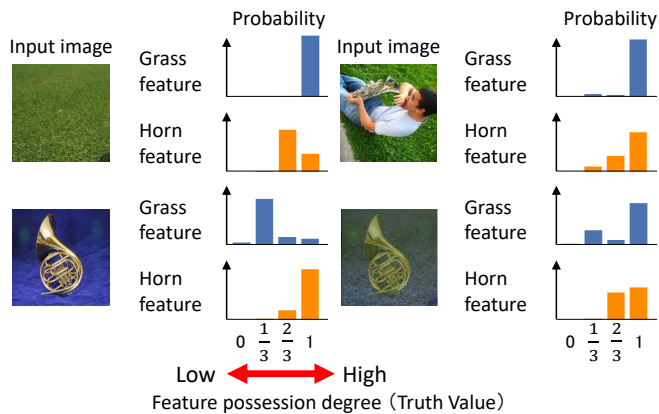 Probability
Probability
Input image
Grass
feature
Input image
Grass
feature
Horn
feature
Horn
feature
Grass
feature
Grass
feature
Horn
feature
Horn
feature
0 1/3 2/3 1
0 1/3 2/3 1
Low High
Feature possession degree (Truth Value)